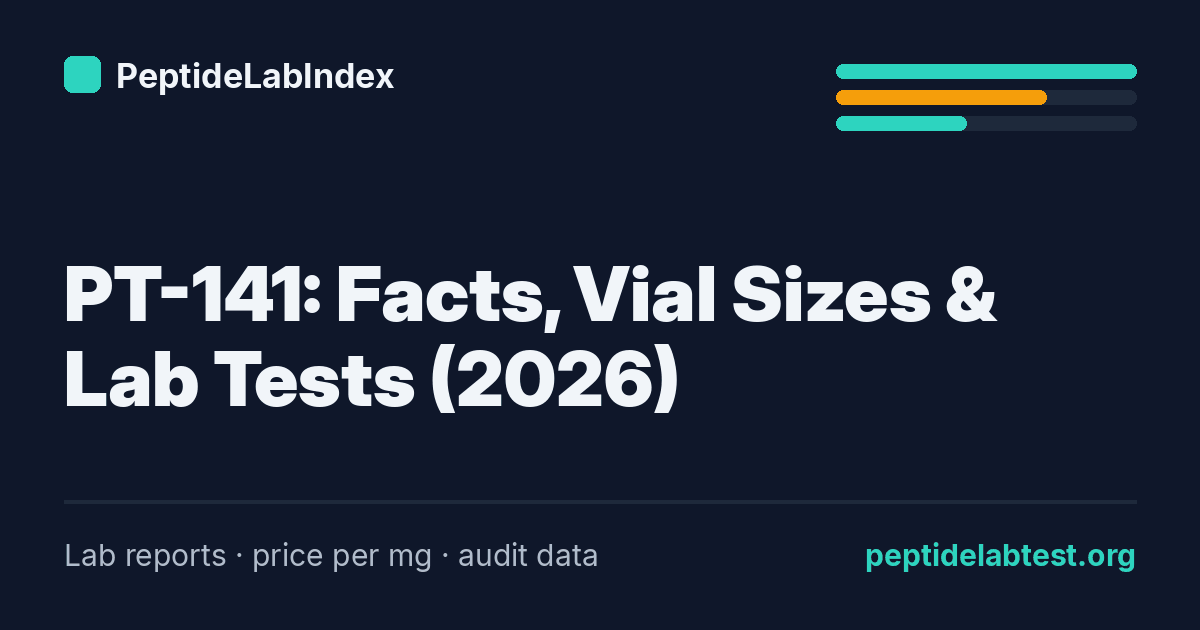 PeptideLabIndex
PT-141: Facts, Vial Sizes &
Lab Tests (2026)
Lab reports · price per mg · audit data
peptidelabtest.org